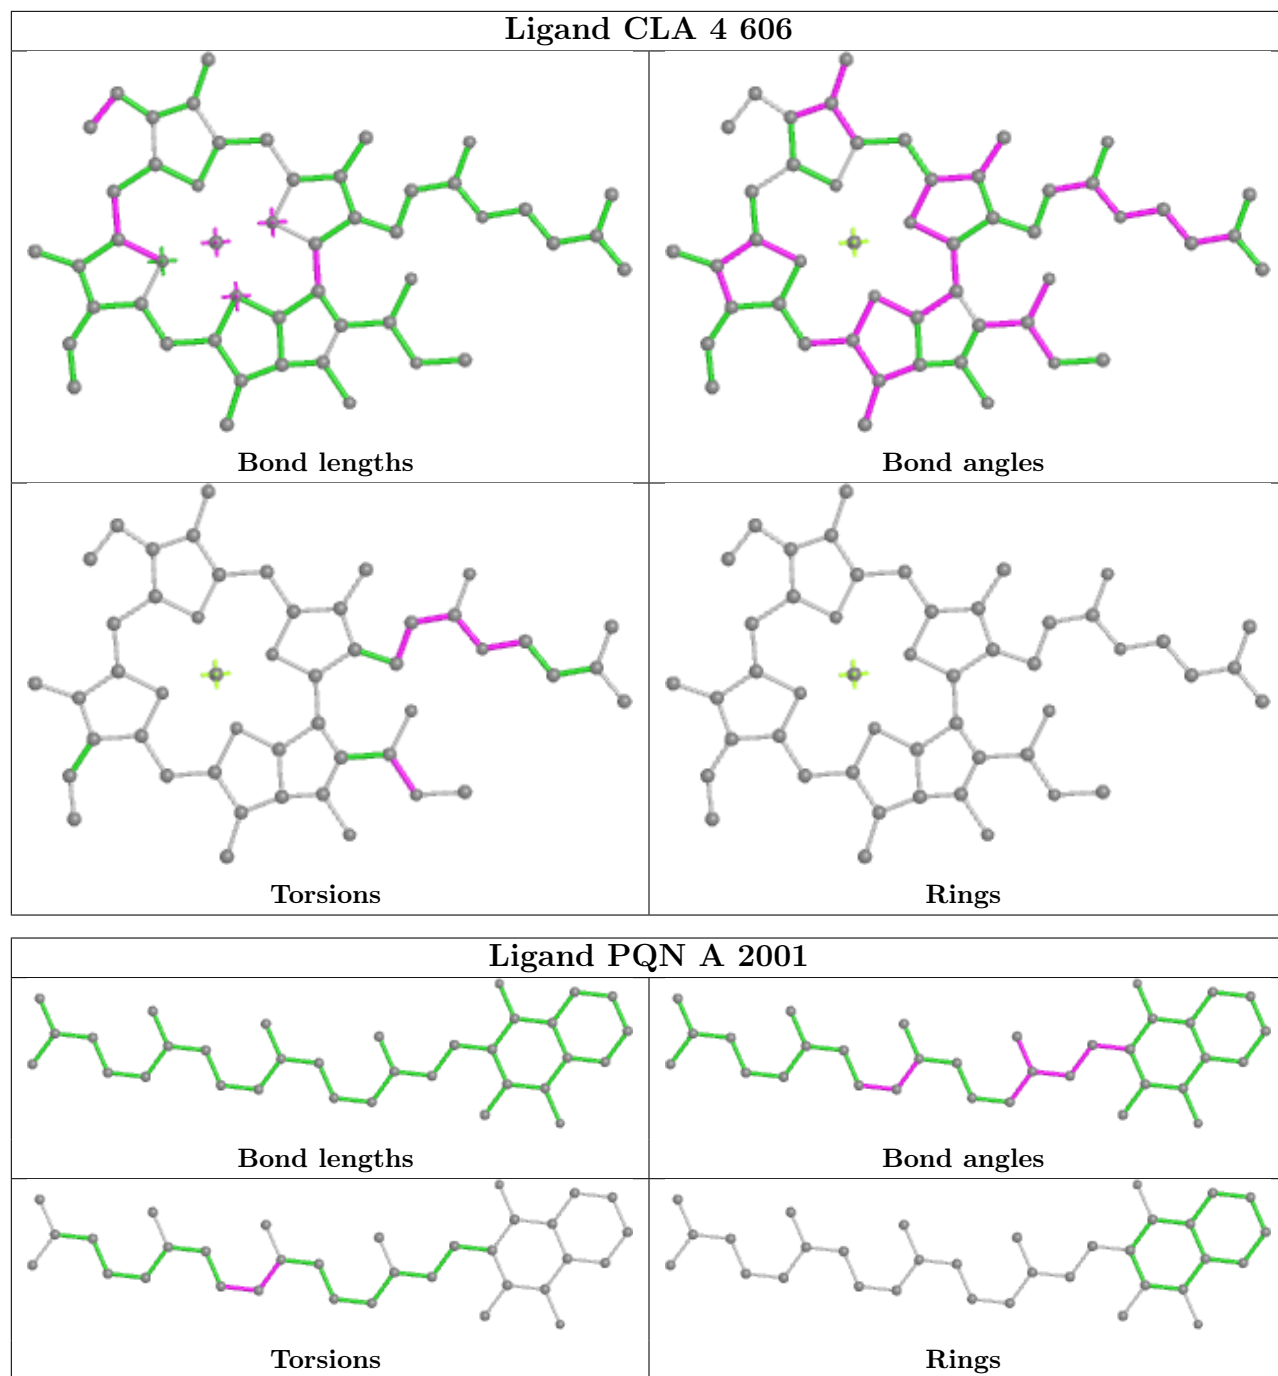 Ligand CLA 4 606
Bond lengths
Bond angles
Torsions
Rings
Ligand PQN A 2001
Bond lengths
Bond angles
Torsions
Rings